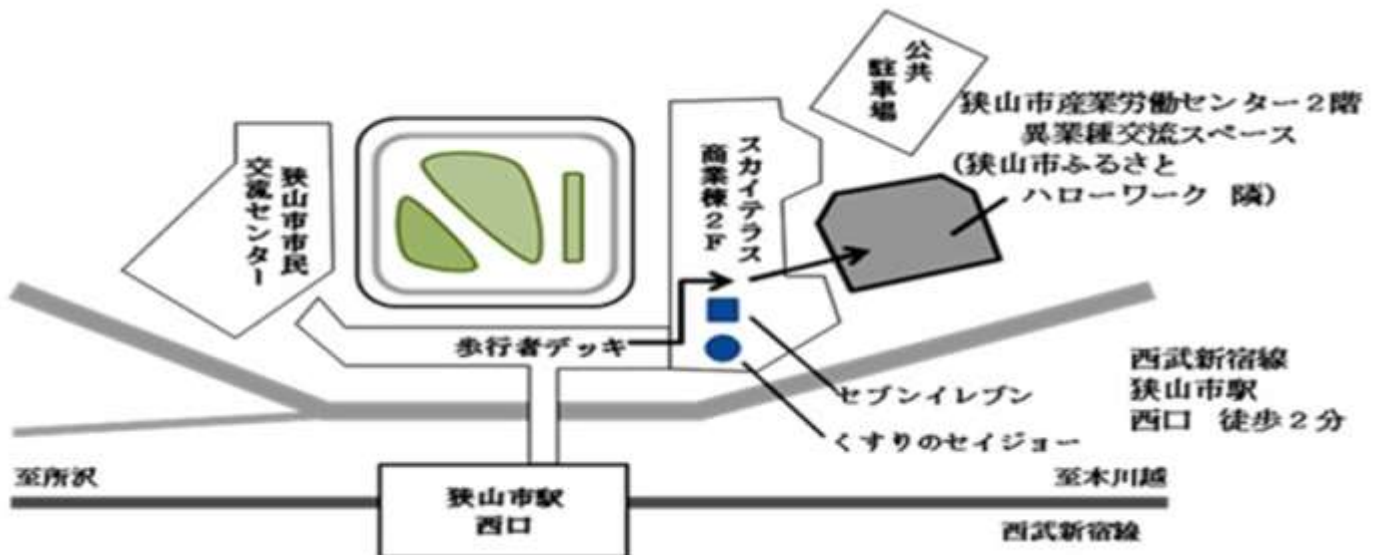 公共
駐車場
狭山市産業労働センター２階
異業種交流スペース
(狭山市ふるさと
ハローワーク 隣)
スカイテラス
商業棟２F
狭山市市民
交流センター
歩行者デッキ
セブンイレブン
くすりのセイジョー
西武新宿線
狭山市駅
西口 徒歩２分
至所沢
至本川越
狭山市駅
西口
西武新宿線